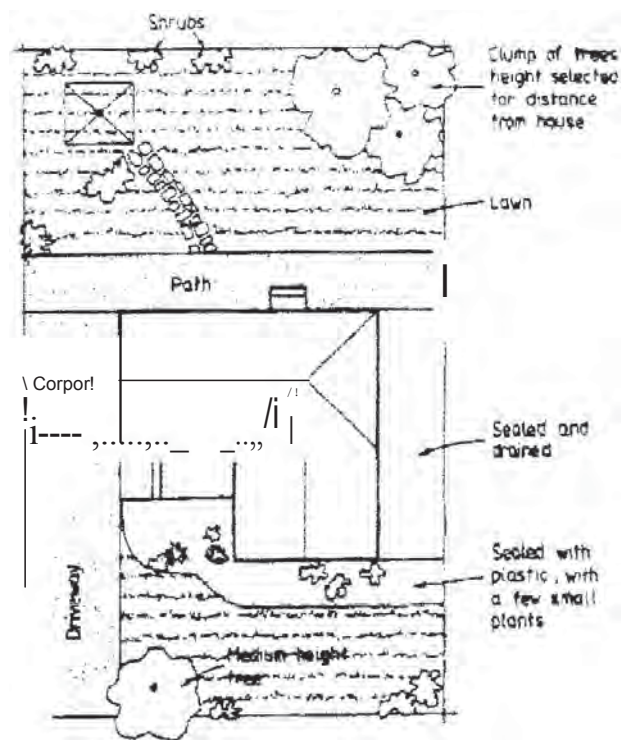 Shrubs
Clump of trees
height selected
for distance
from house
Lawn
Path
\ Corpor!
Sealed and
drained
Sealed with
plastic, with
a few small
plants
Driveway
Medium height
tree